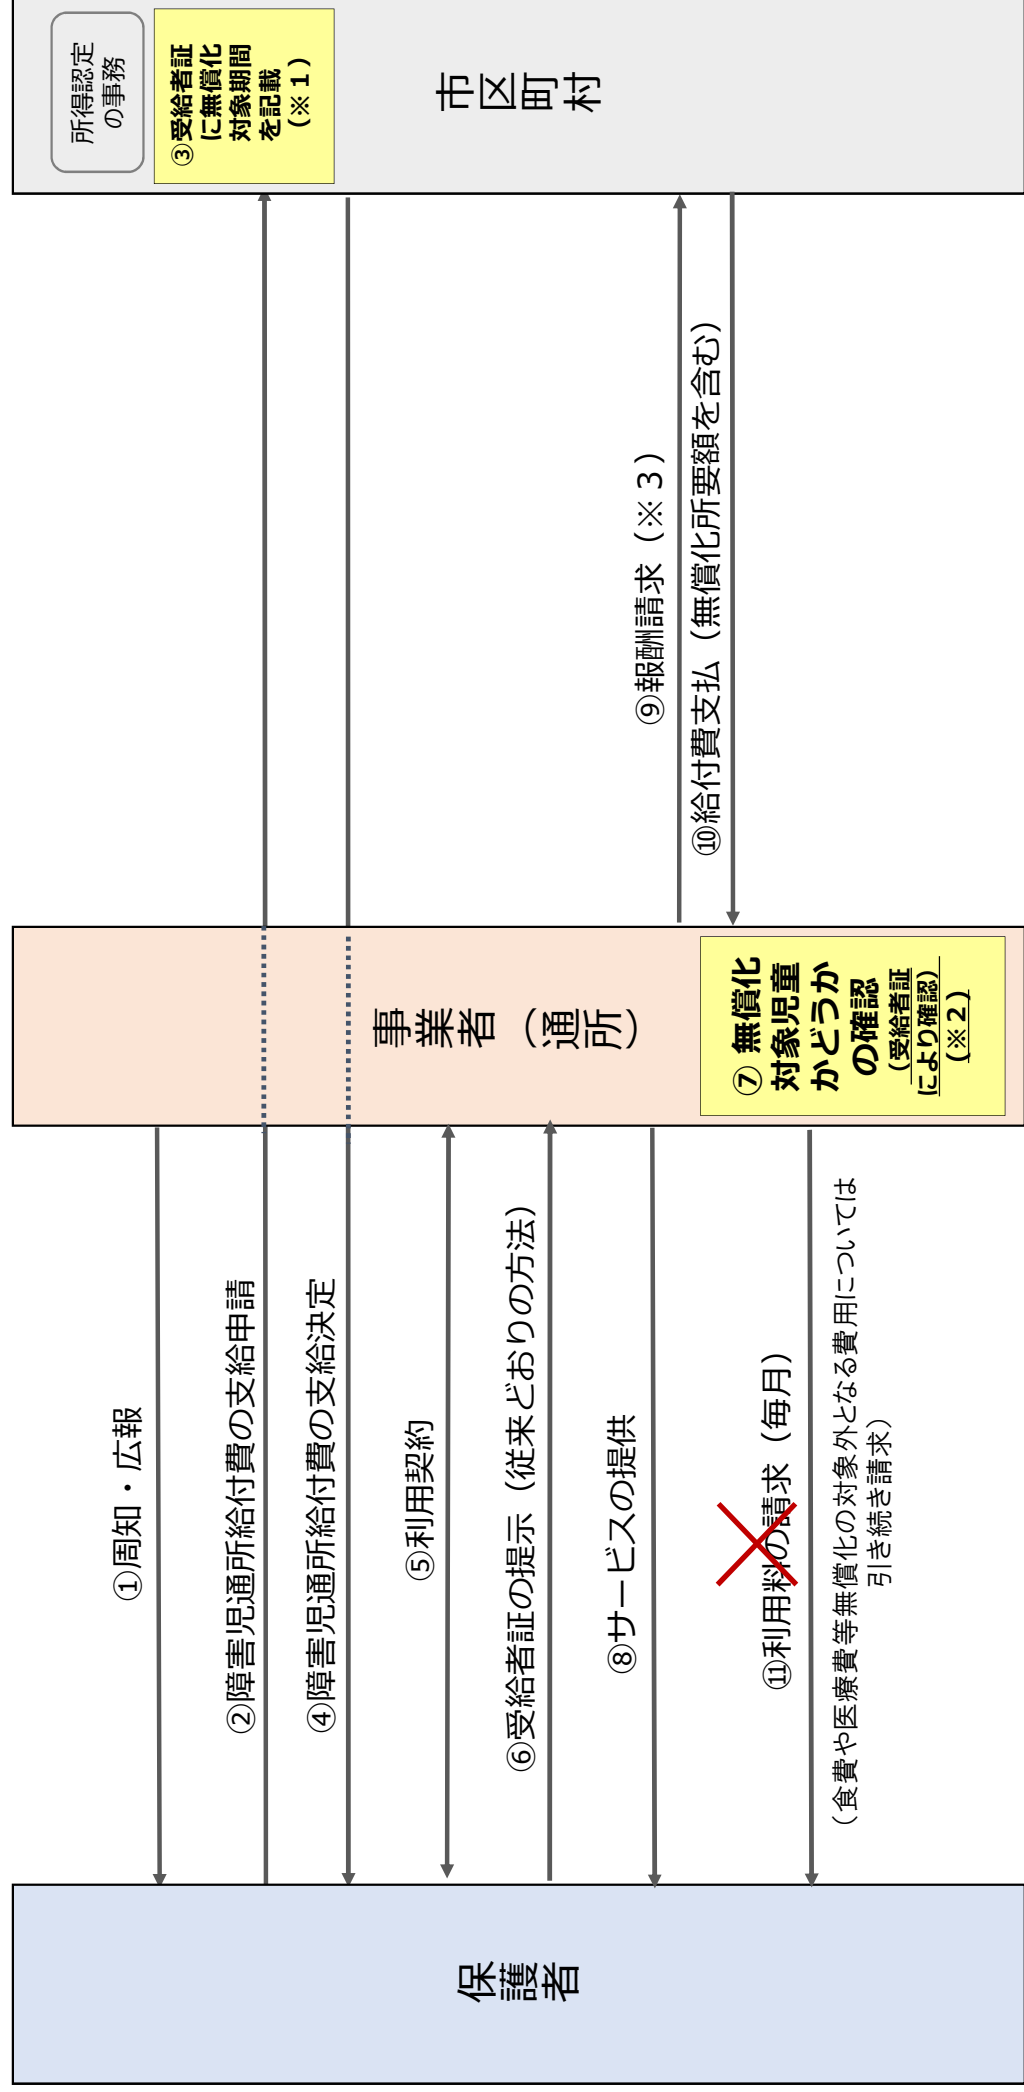 保護者
事業者（通所）
市区町村
所得認定
の事務
①周知・広報
②障害児通所給付費の支給申請
③受給者証
に無償化
対象期間
を記載
（※１）
④障害児通所給付費の支給決定
⑤利用契約
⑥受給者証の提示（従来どおりの方法）
⑦ 無償化
対象児童
かどうか
の確認
（受給者証
により確認）
（※２）
⑧サービスの提供
⑨報酬請求（※３）
⑩給付費支払（無償化所要額を含む）
⑪利用料の請求（毎月）
（食費や医療費等無償化の対象外となる費用については
引き続き請求）